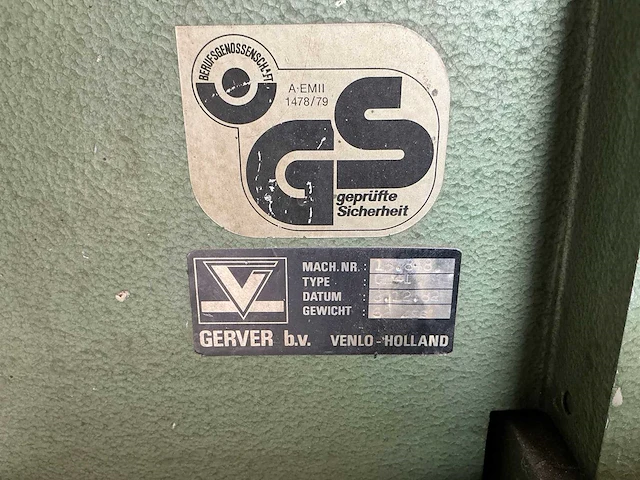 BERUFSGENOSSENSCHAFT
A-EMII
1478/79
GS
geprüfte
Sicherheit
MACH.NR. :
TYPE :
DATUM :
GEWICHT :
GERVER b.v. VENLO-HOLLAND